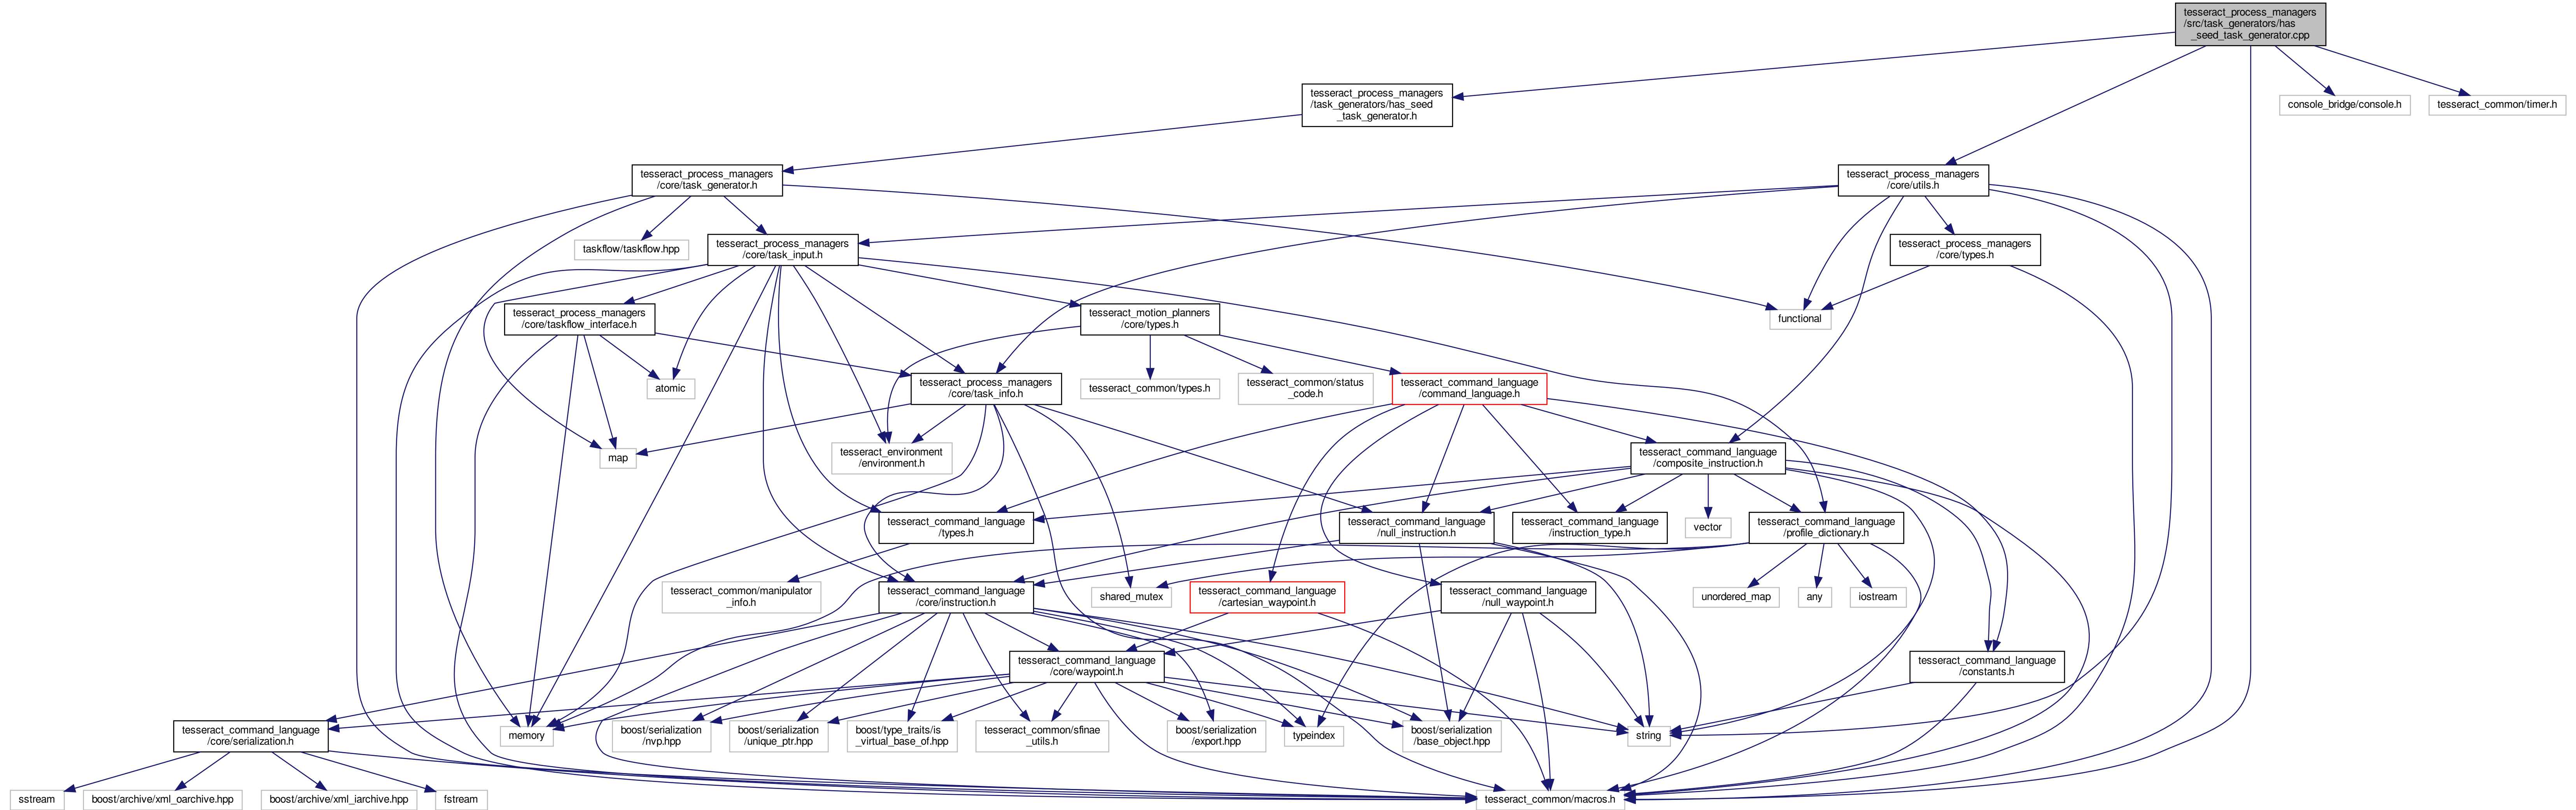 tesseract_process_managers
/src/task_generators/has
_seed_task_generator.cpp
tesseract_process_managers
/task_generators/has_seed
_task_generator.h
console_bridge/console.h
tesseract_common/timer.h
tesseract_process_managers
/core/task_generator.h
tesseract_process_managers
/core/utils.h
taskflow/taskflow.hpp
tesseract_process_managers
/core/task_input.h
tesseract_process_managers
/core/types.h
tesseract_process_managers
/core/taskflow_interface.h
tesseract_motion_planners
/core/types.h
functional
atomic
tesseract_process_managers
/core/task_info.h
tesseract_common/types.h
tesseract_common/status
_code.h
tesseract_command_language
/command_language.h
map
tesseract_environment
/environment.h
tesseract_command_language
/composite_instruction.h
tesseract_command_language
/types.h
tesseract_command_language
/null_instruction.h
tesseract_command_language
/instruction_type.h
vector
tesseract_command_language
/profile_dictionary.h
tesseract_common/manipulator
_info.h
tesseract_command_language
/core/instruction.h
shared_mutex
tesseract_command_language
/cartesian_waypoint.h
tesseract_command_language
/null_waypoint.h
unordered_map
any
iostream
tesseract_command_language
/core/waypoint.h
tesseract_command_language
/constants.h
tesseract_command_language
/core/serialization.h
memory
boost/serialization
/nvp.hpp
boost/serialization
/unique_ptr.hpp
boost/type_traits/is
_virtual_base_of.hpp
tesseract_common/sfinae
_utils.h
boost/serialization
/export.hpp
typeindex
boost/serialization
/base_object.hpp
string
sstream
boost/archive/xml_oarchive.hpp
boost/archive/xml_iarchive.hpp
fstream
tesseract_common/macros.h